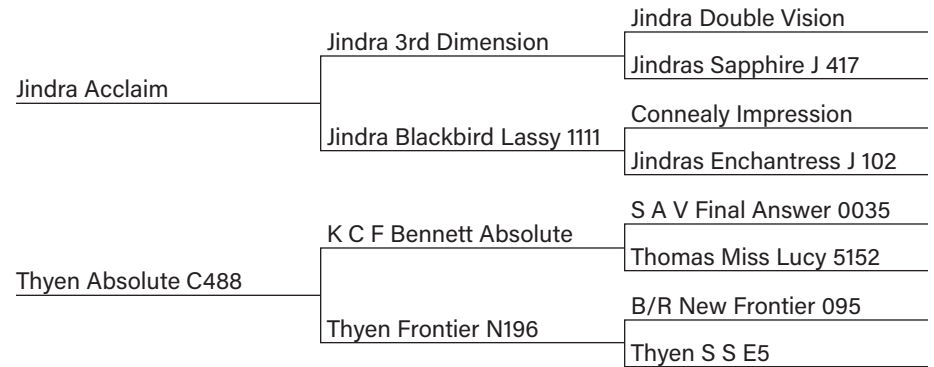 Jindra Double Vision
Jindra 3rd Dimension
Jindras Sapphire J 417
Jindra Acclaim
Connealy Impression
Jindra Blackbird Lassy 1111
Jindras Enchantress J 102
S A V Final Answer 0035
K C F Bennett Absolute
Thomas Miss Lucy 5152
Thyen Absolute C488
B/R New Frontier 095
Thyen Frontier N196
Thyen S S E5